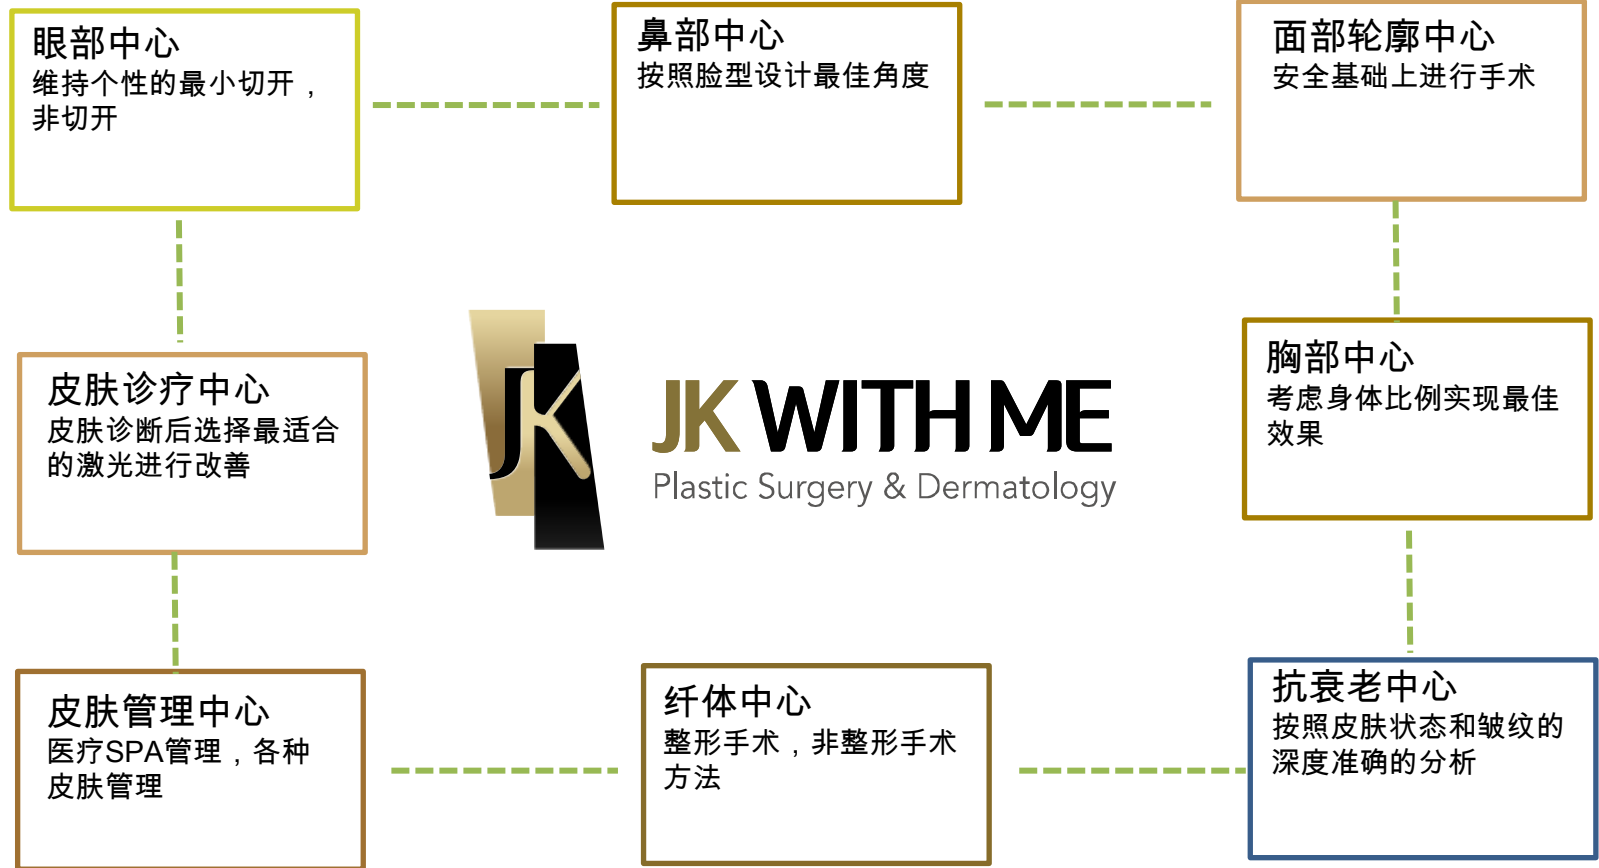 眼部中心
维持个性的最小切开，
非切开
鼻部中心
按照脸型设计最佳角度
面部轮廓中心
安全基础上进行手术
皮肤诊疗中心
皮肤诊断后选择最适合
的激光进行改善
JK
JK WITH ME
Plastic Surgery & Dermatology
胸部中心
考虑身体比例实现最佳
效果
皮肤管理中心
医疗SPA管理，各种
皮肤管理
纤体中心
整形手术，非整形手术
方法
抗衰老中心
按照皮肤状态和皱纹的
深度准确的分析